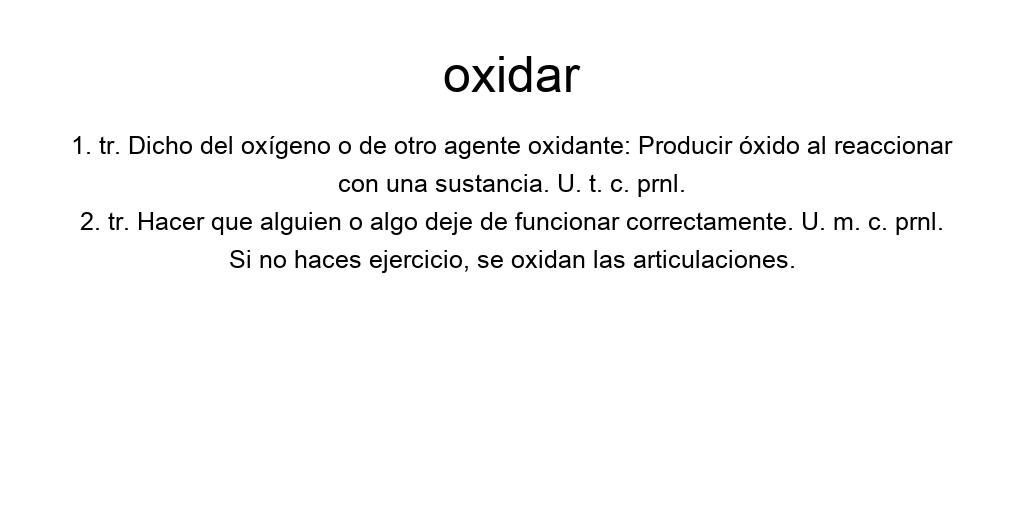 oxidar
1. tr. Dicho del oxígeno o de otro agente oxidante: Producir óxido al reaccionar
con una sustancia. U. t. c. prnl.
2. tr. Hacer que alguien o algo deje de funcionar correctamente. U. m. c. prnl.
Si no haces ejercicio, se oxidan las articulaciones.